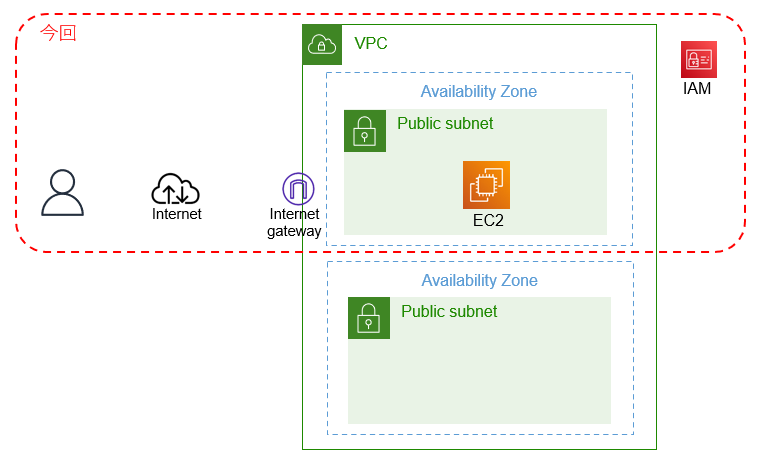 今回
VPC
IAM
Availability Zone
Public subnet
EC2
Internet
Internet
gateway
Availability Zone
Public subnet